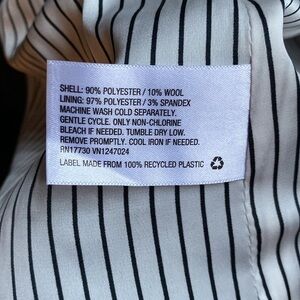 SHELL: 90% POLYESTER / 10% WOOL
LINING: 97% POLYESTER / 3% SPANDEX
MACHINE WASH COLD SEPARATELY.
GENTLE CYCLE. ONLY NON-CHLORINE
BLEACH IF NEEDED. TUMBLE DRY LOW.
REMOVE PROMPTLY. COOL IRON IF NEEDED.
RN17730 VN1247024
LABEL MADE FROM 100% RECYCLED PLASTIC